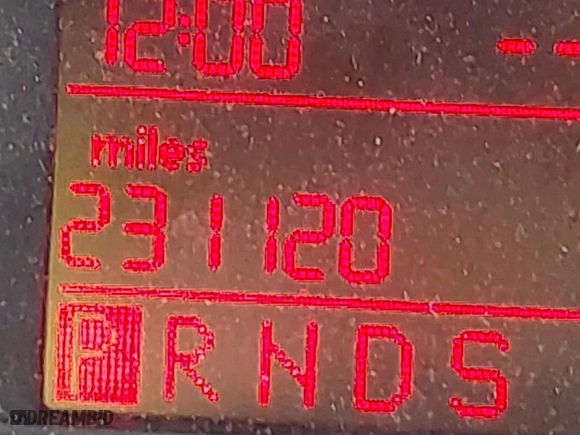 12:00 --
miles
231120
P R N D S
DREAMBID